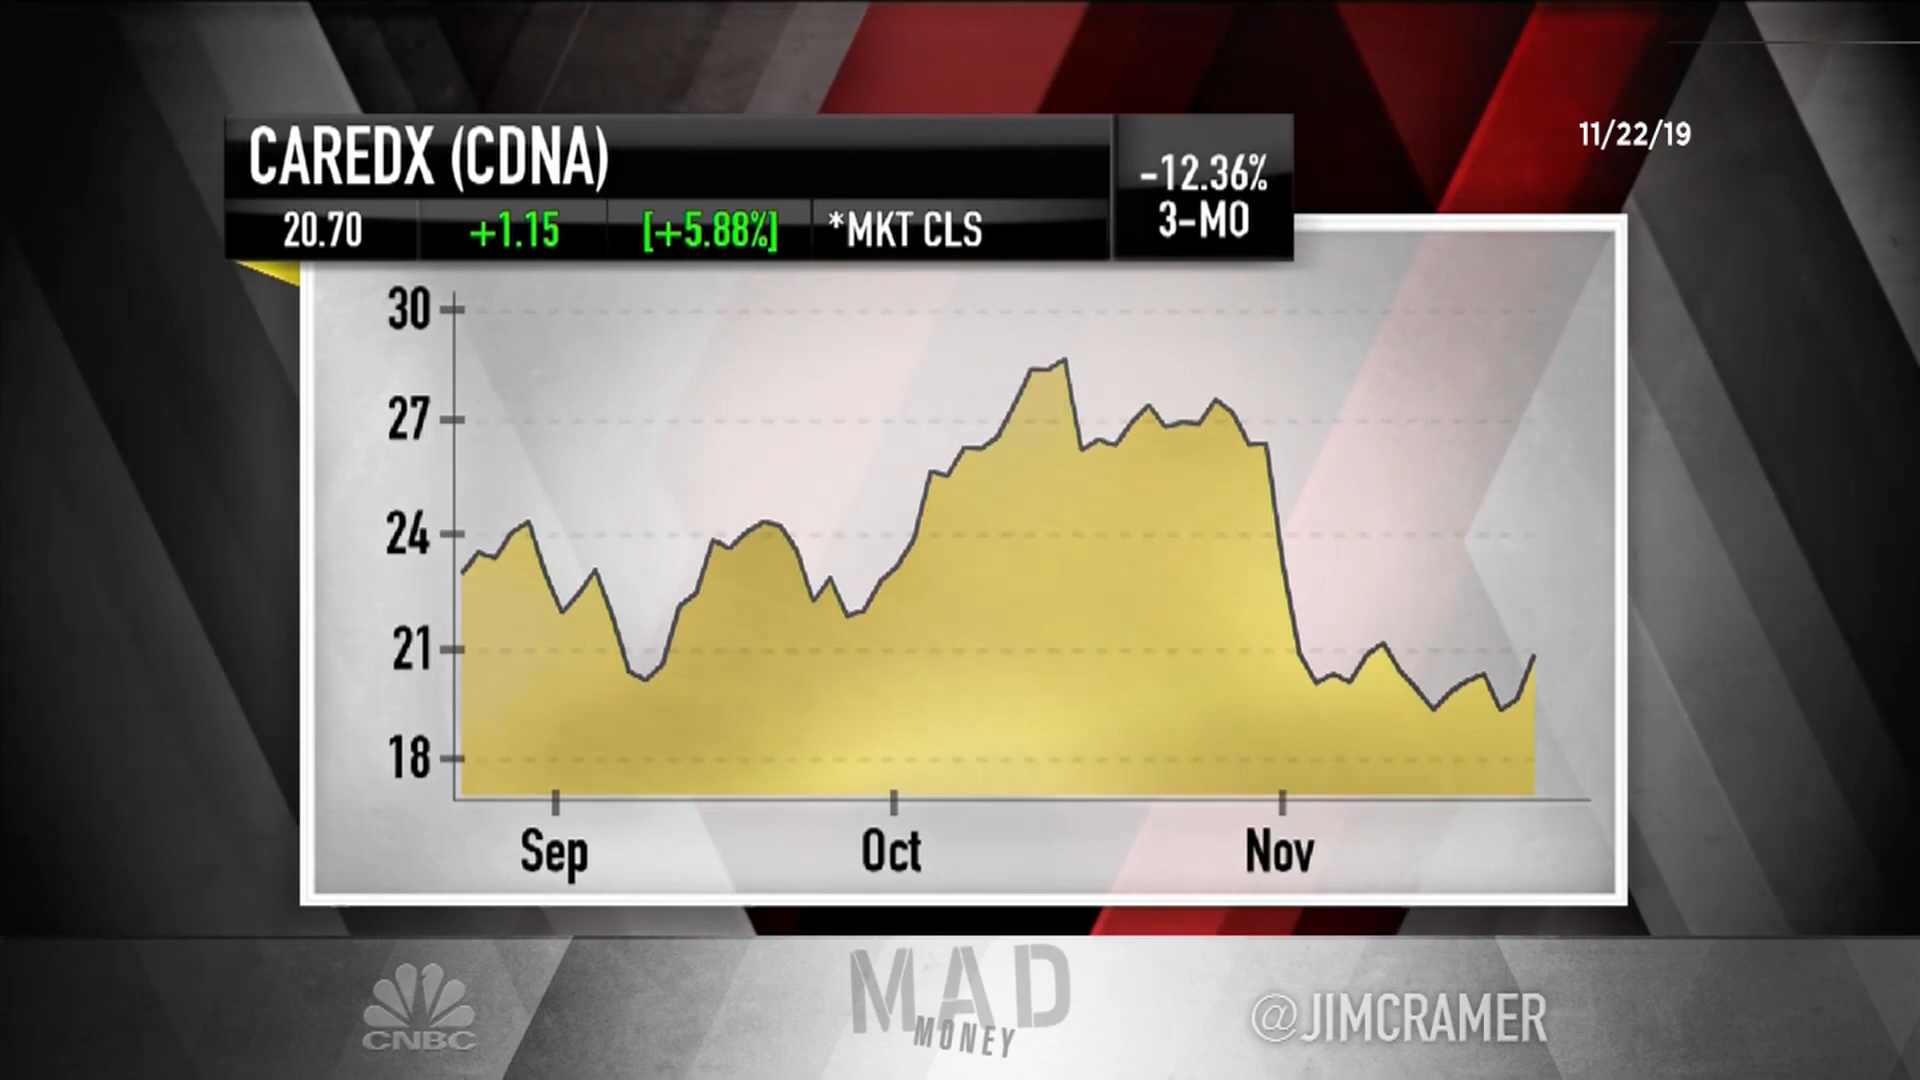 CAREDX (CDNA)
20.70 +1.15 [+5.88%] *MKT CLS
-12.36%
3-MO
11/22/19
30
27
24
21
18
Sep Oct Nov
CNBC
MAD
MONEY
@JIMCRAMER